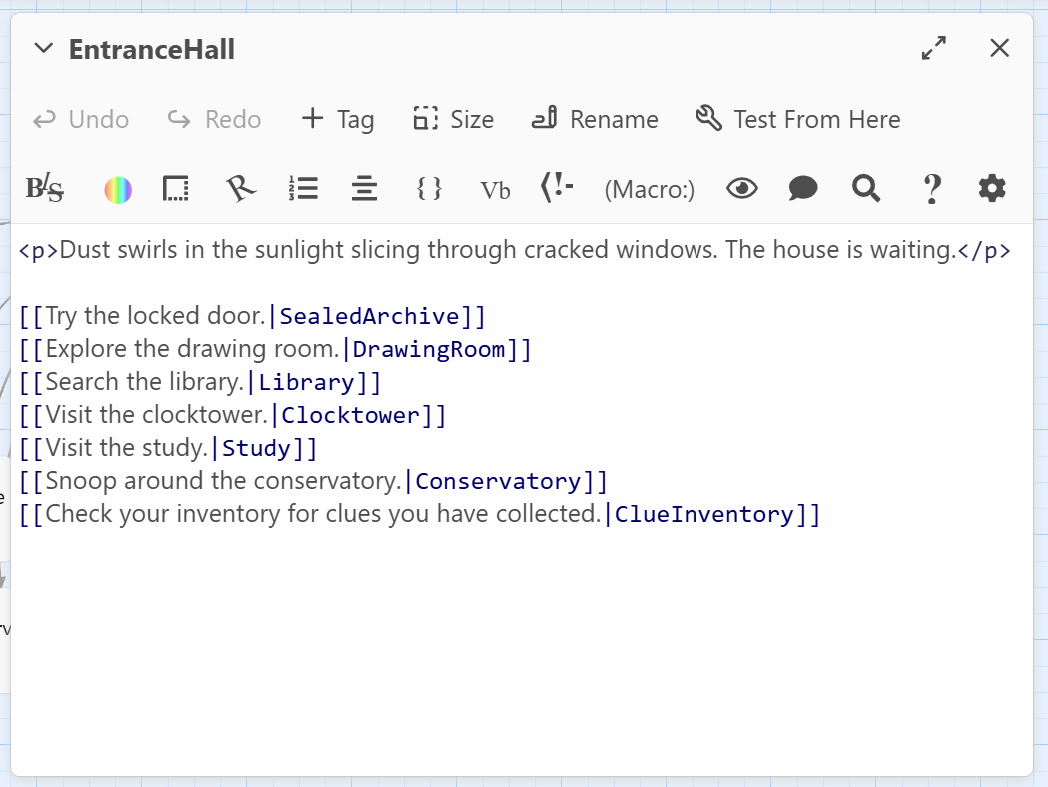 EntranceHall
Undo Redo + Tag Size Rename Test From Here
BIS { } Vb (!- (Macro:) ?
<p>Dust swirls in the sunlight slicing through cracked windows. The house is waiting.</p>
[[Try the locked door.|SealedArchive]]
[[Explore the drawing room.|DrawingRoom]]
[[Search the library.|Library]]
[[Visit the clocktower.|Clocktower]]
[[Visit the study.|Study]]
[[Snoop around the conservatory.|Conservatory]]
[[Check your inventory for clues you have collected.|ClueInventory]]